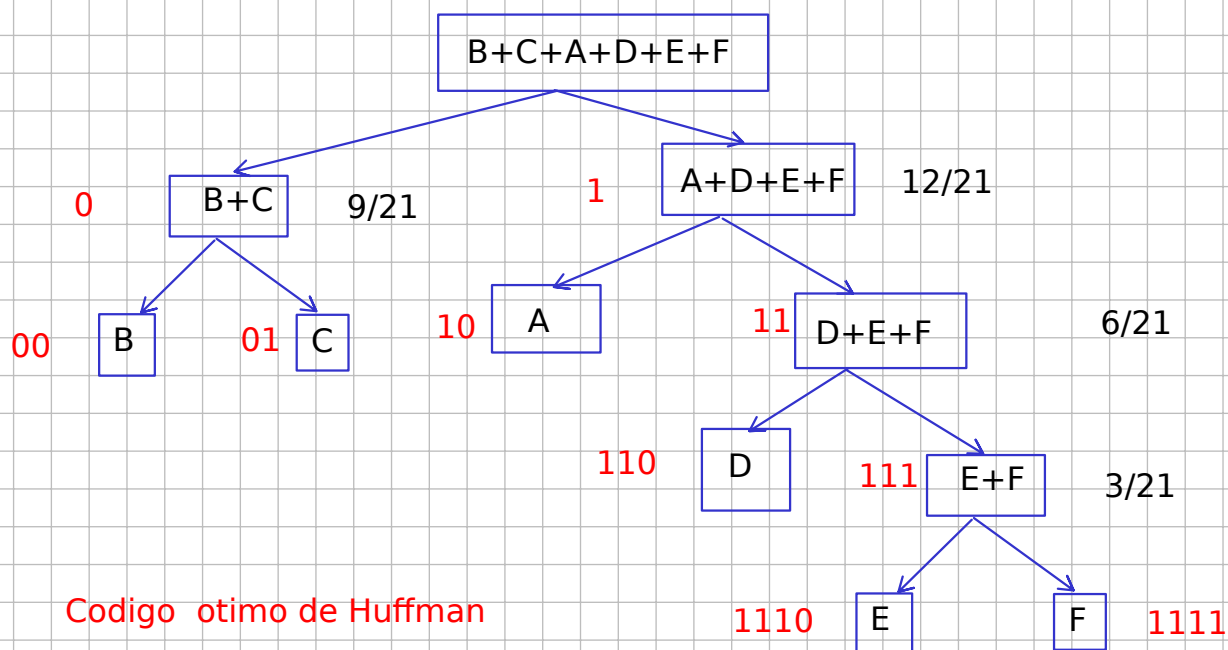 B+C+A+D+E+F
0
B+C
9/21
1
A+D+E+F
12/21
00
B
01
C
10
A
11
D+E+F
6/21
110
D
111
E+F
3/21
Codigo otimo de Huffman
1110
E
F
1111